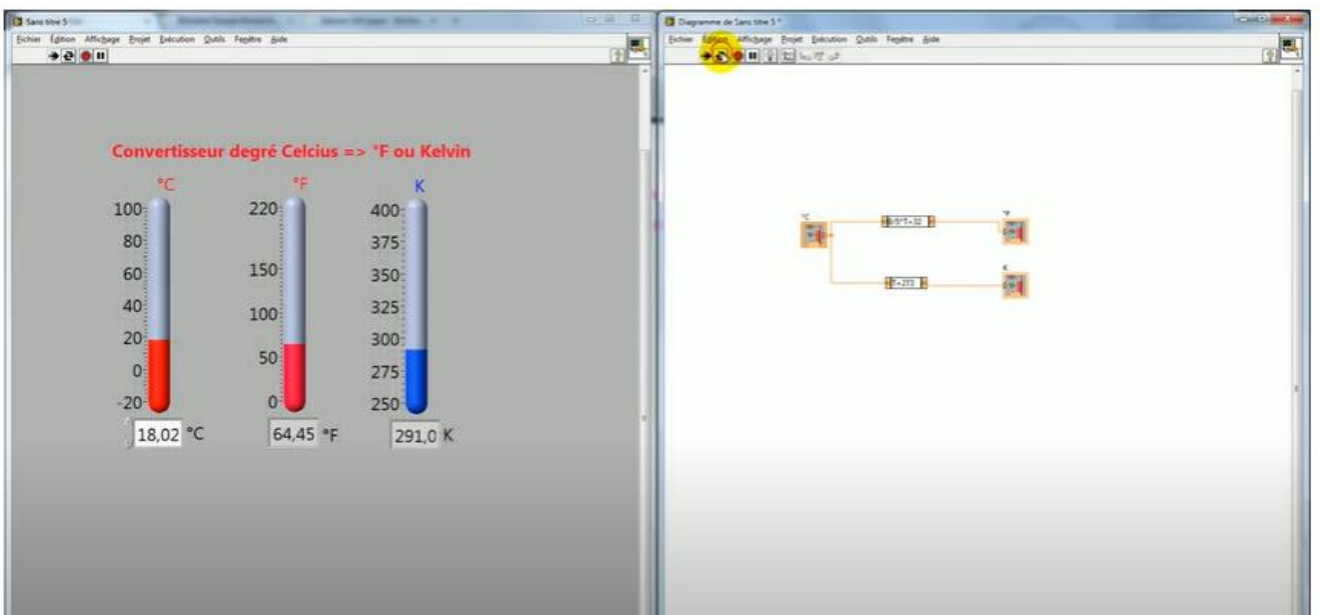 Sans titre 5
Fichier Edition Affichage Projet Exécution Outils Fenêtre Aide
Convertisseur degré Celcius => °F ou Kelvin
°C
100
80
60
40
20
0
-20
18,02 °C
°F
220
150
100
50
0
64,45 °F
K
400
375
350
325
300
275
250
291,0 K
Diagramme de Sans titre 5 *
Fichier Edition Affichage Projet Exécution Outils Fenêtre Aide
°C
°F
K